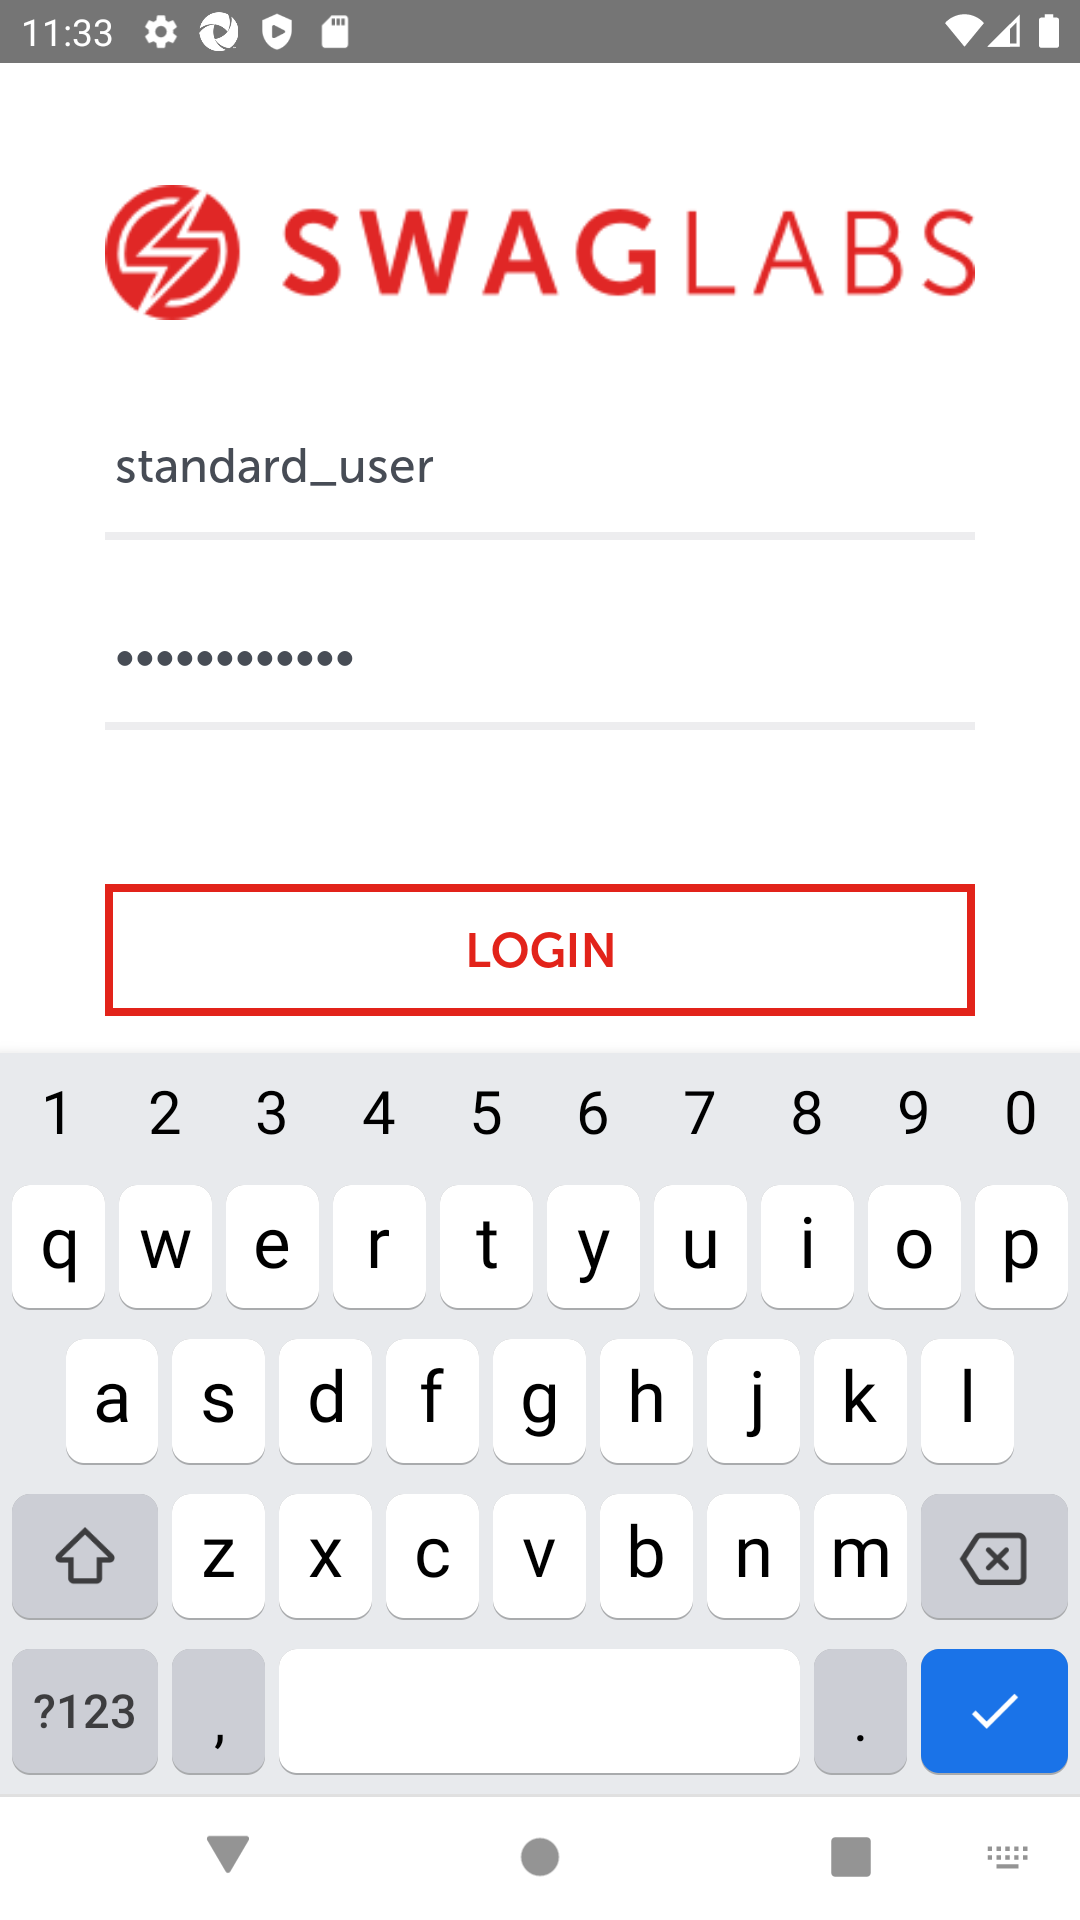 11:33
SWAGLABS
standard_user
••••••••••••
LOGIN
1 2 3 4 5 6 7 8 9 0
q w e r t y u i o p
a s d f g h j k l
z x c v b n m
?123 , .